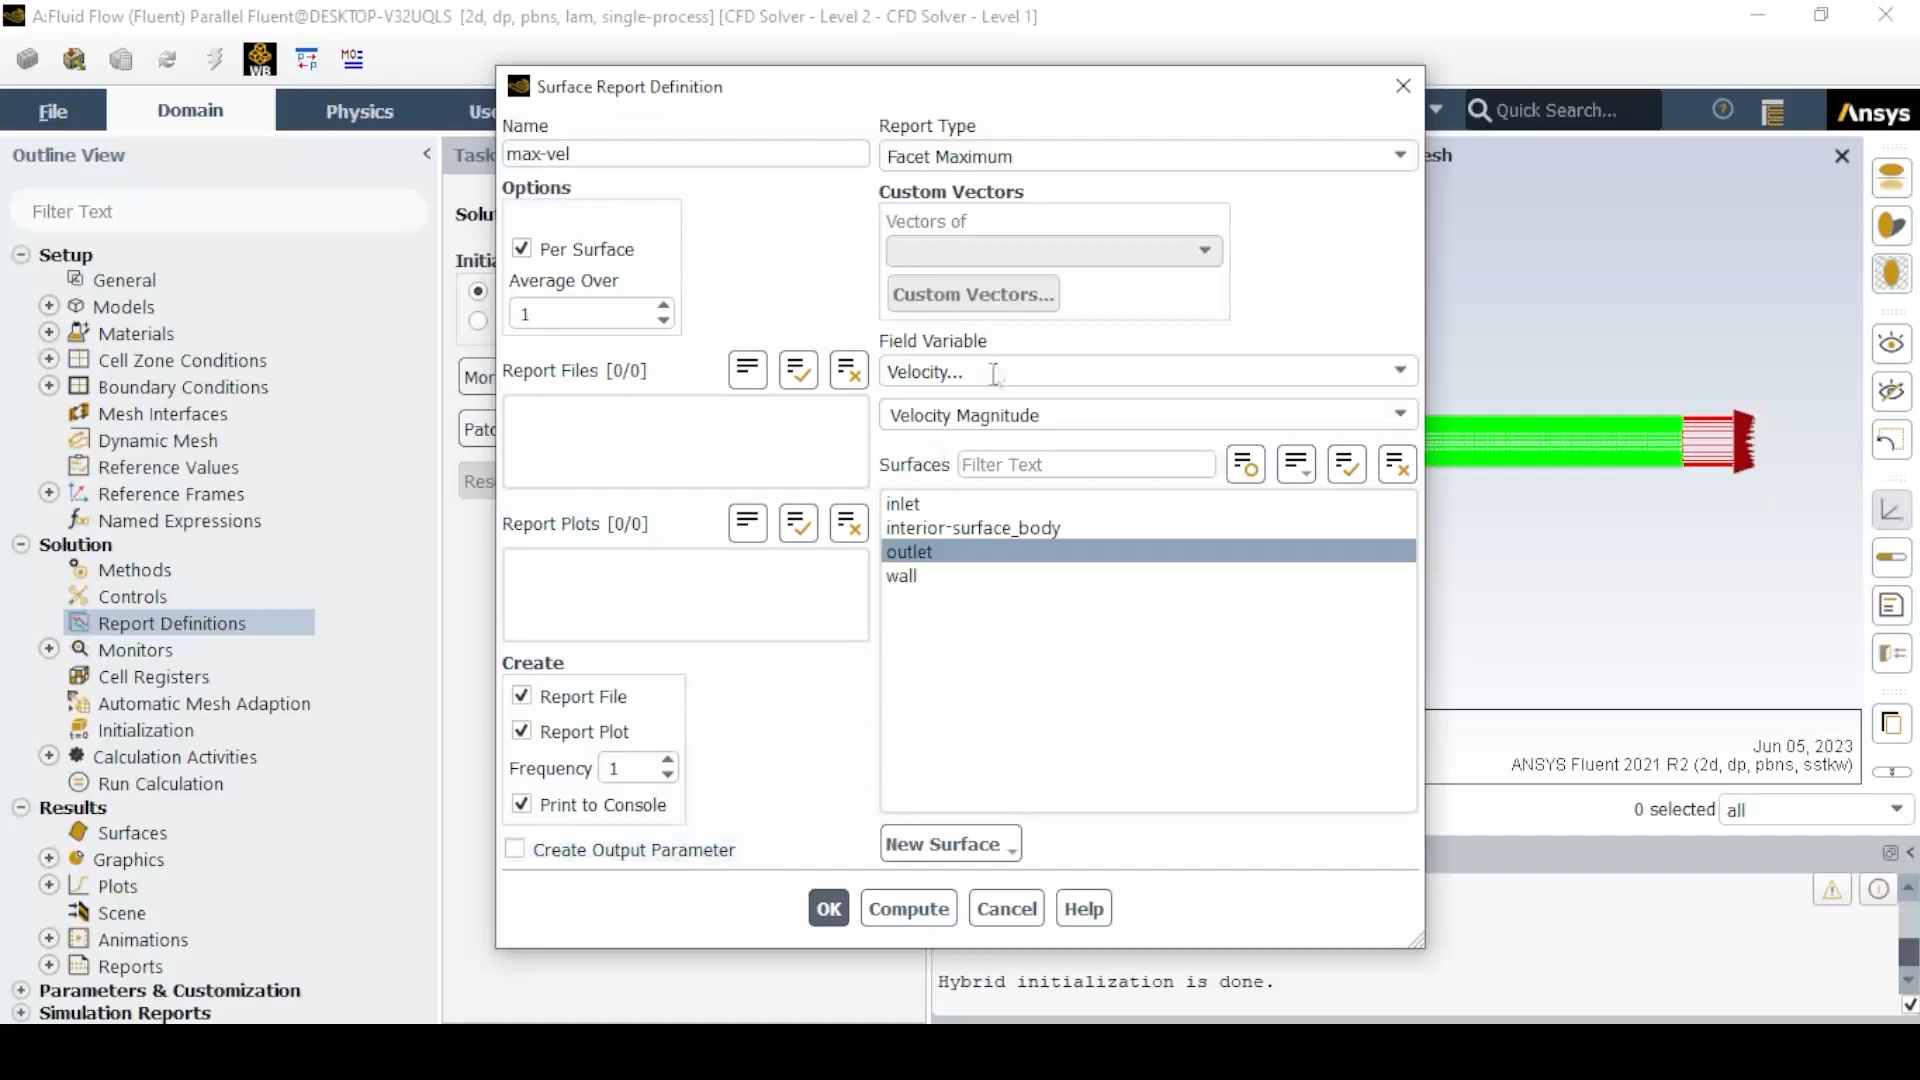 A:Fluid Flow (Fluent) Parallel Fluent@DESKTOP-V32UQLS [2d, dp, pbns, lam, single-process] [CFD Solver - Level 2 - CFD Solver - Level 1]
WB
File
Domain
Physics
Quick Search...
Ansys
Outline View
Filter Text
Setup
General
Models
Materials
Cell Zone Conditions
Boundary Conditions
Mesh Interfaces
Dynamic Mesh
Reference Values
Reference Frames
Named Expressions
Solution
Methods
Controls
Report Definitions
Monitors
Cell Registers
Automatic Mesh Adaption
Initialization
Calculation Activities
Run Calculation
Results
Surfaces
Graphics
Plots
Scene
Animations
Reports
Parameters & Customization
Simulation Reports
Task
Solu
Initia
Mor
Patc
Res
Surface Report Definition
Name
max-vel
Options
Per Surface
Average Over
1
Report Files [0/0]
Report Plots [0/0]
Create
Report File
Report Plot
Frequency 1
Print to Console
Create Output Parameter
Report Type
Facet Maximum
Custom Vectors
Vectors of
Custom Vectors...
Field Variable
Velocity...
Velocity Magnitude
Surfaces Filter Text
inlet
interior-surface_body
outlet
wall
New Surface
OK Compute Cancel Help
esh
Jun 05, 2023
ANSYS Fluent 2021 R2 (2d, dp, pbns, sstkw)
0 selected all
Hybrid initialization is done.